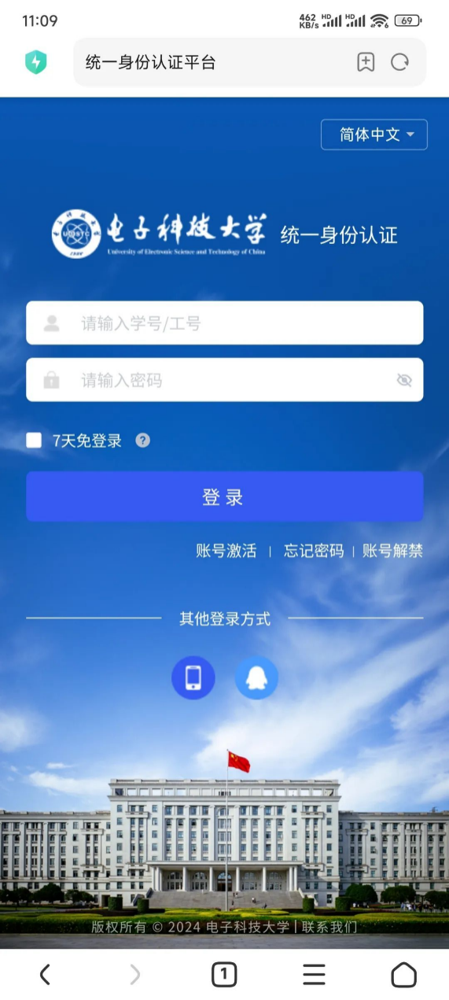 11:09
462 KB/s HD HD 6 69
统一身份认证平台
简体中文
电子科技大学 统一身份认证
University of Electronic Science and Technology of China
UESTC
1956
请输入学号/工号
请输入密码
7天免登录 ?
登 录
账号激活 | 忘记密码 | 账号解禁
其他登录方式
版权所有 © 2024 电子科技大学 | 联系我们
1